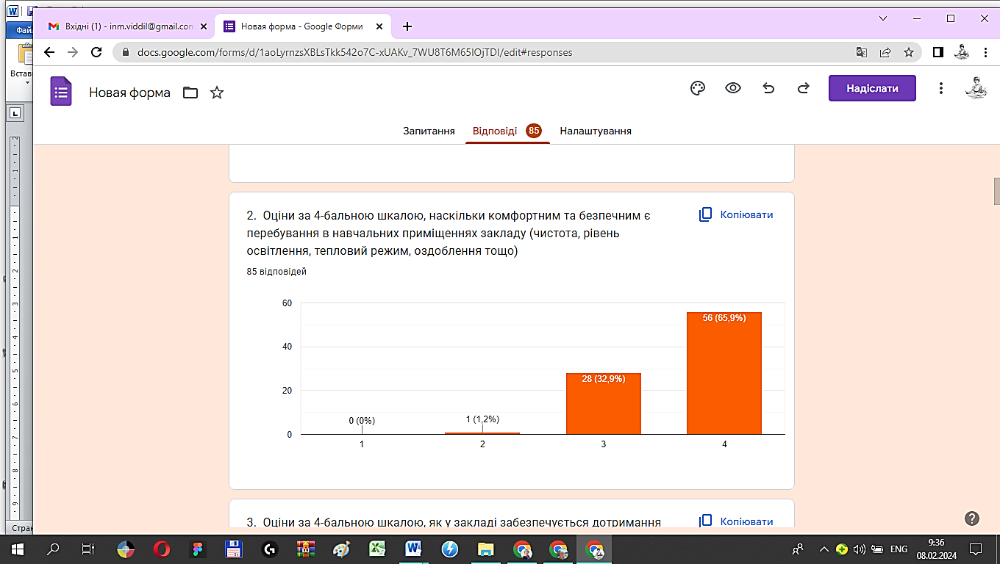 Файл
Встав
Вхідні (1) - inm.viddil@gmail.com
Новая форма - Google Форми
docs.google.com/forms/d/1aoLyrnzsXBLsTkk542o7C-xUAKv_7WU8T6M65IOjTDI/edit#responses
Новая форма
Надіслати
Запитання
Відповіді 85
Налаштування
2. Оціни за 4-бальною шкалою, наскільки комфортним та безпечним є
перебування в навчальних приміщеннях закладу (чистота, рівень
освітлення, тепловий режим, оздоблення тощо)
Копіювати
85 відповідей
60
40
20
0
0 (0%)
1 (1,2%)
28 (32,9%)
56 (65,9%)
1
2
3
4
3. Оціни за 4-бальною шкалою, як у закладі забезпечується дотримання
Копіювати
Стран
ENG
9:36
08.02.2024